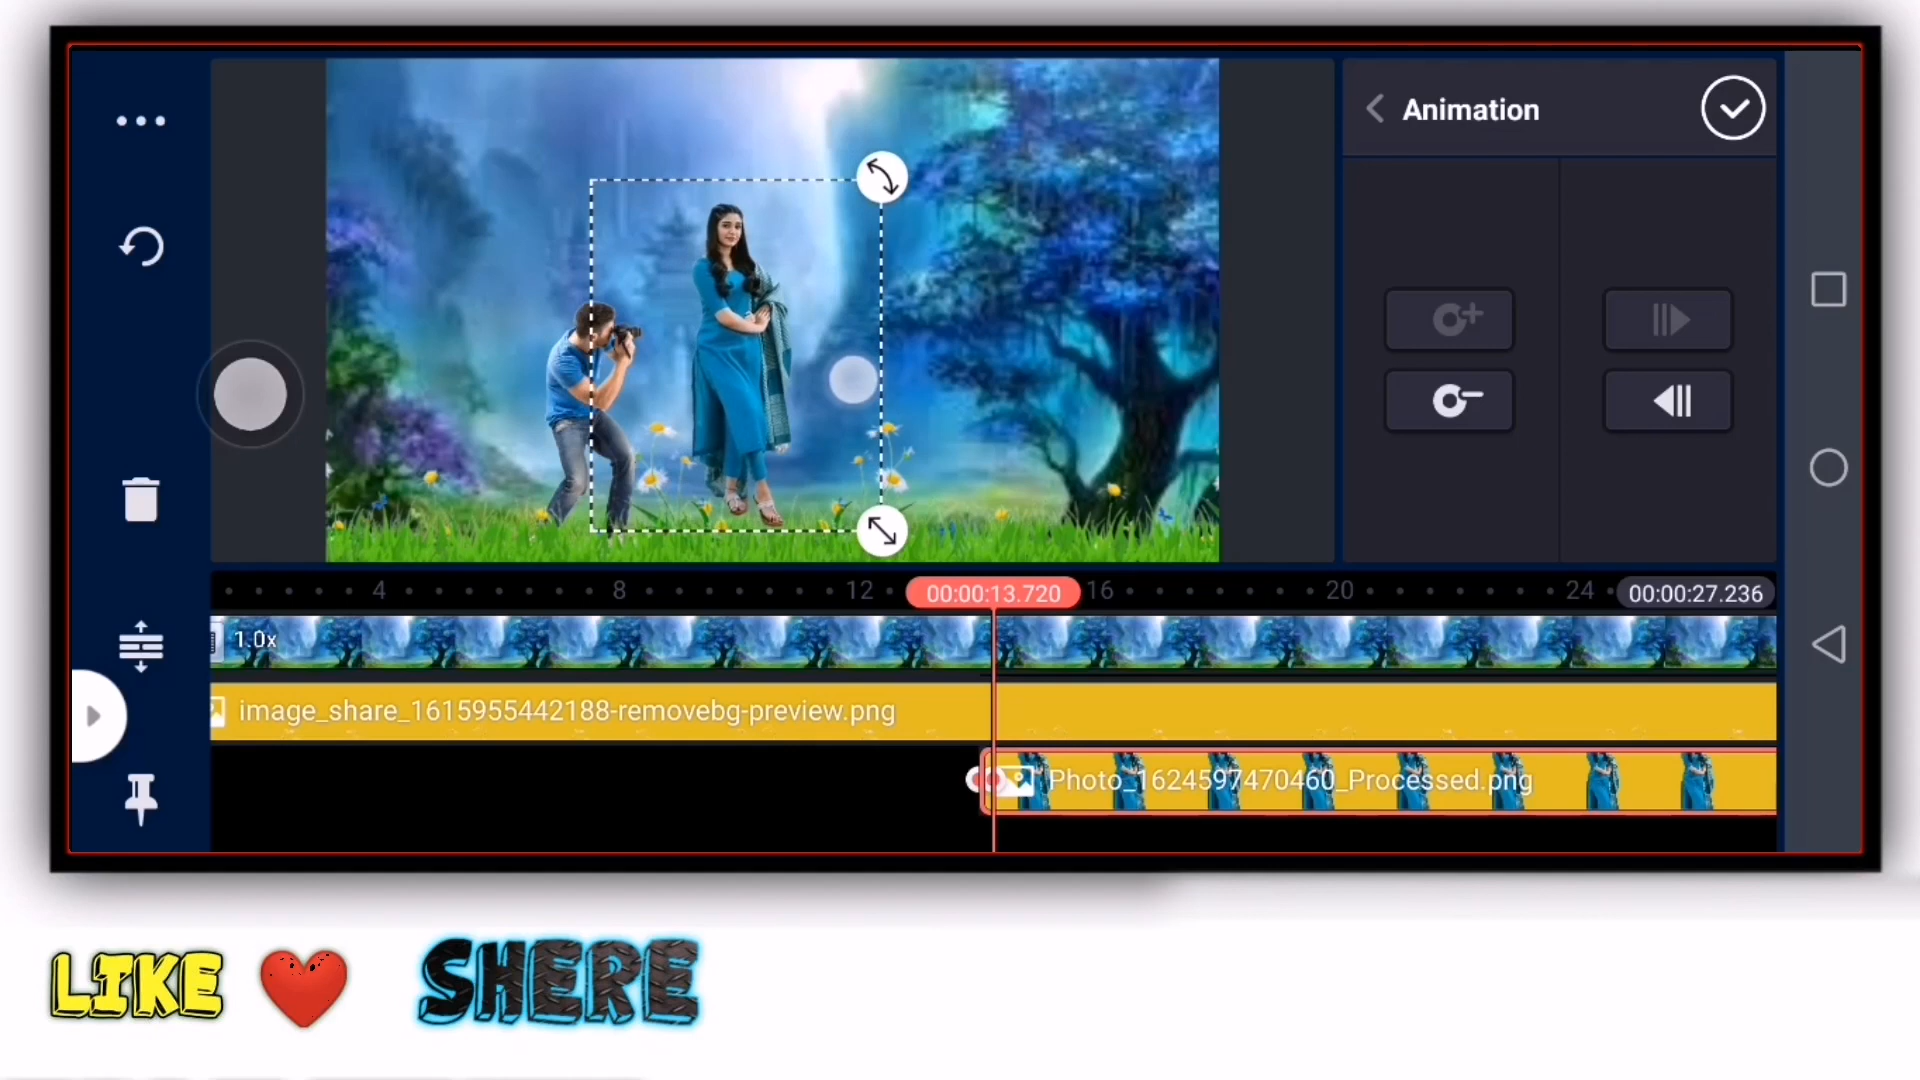 Animation
4 8 12 00:00:13.720 16 20 24 00:00:27.236
1.0x
image_share_1615955442188-removebg-preview.png
Photo_1624597470460_Processed.png
LIKE SHERE